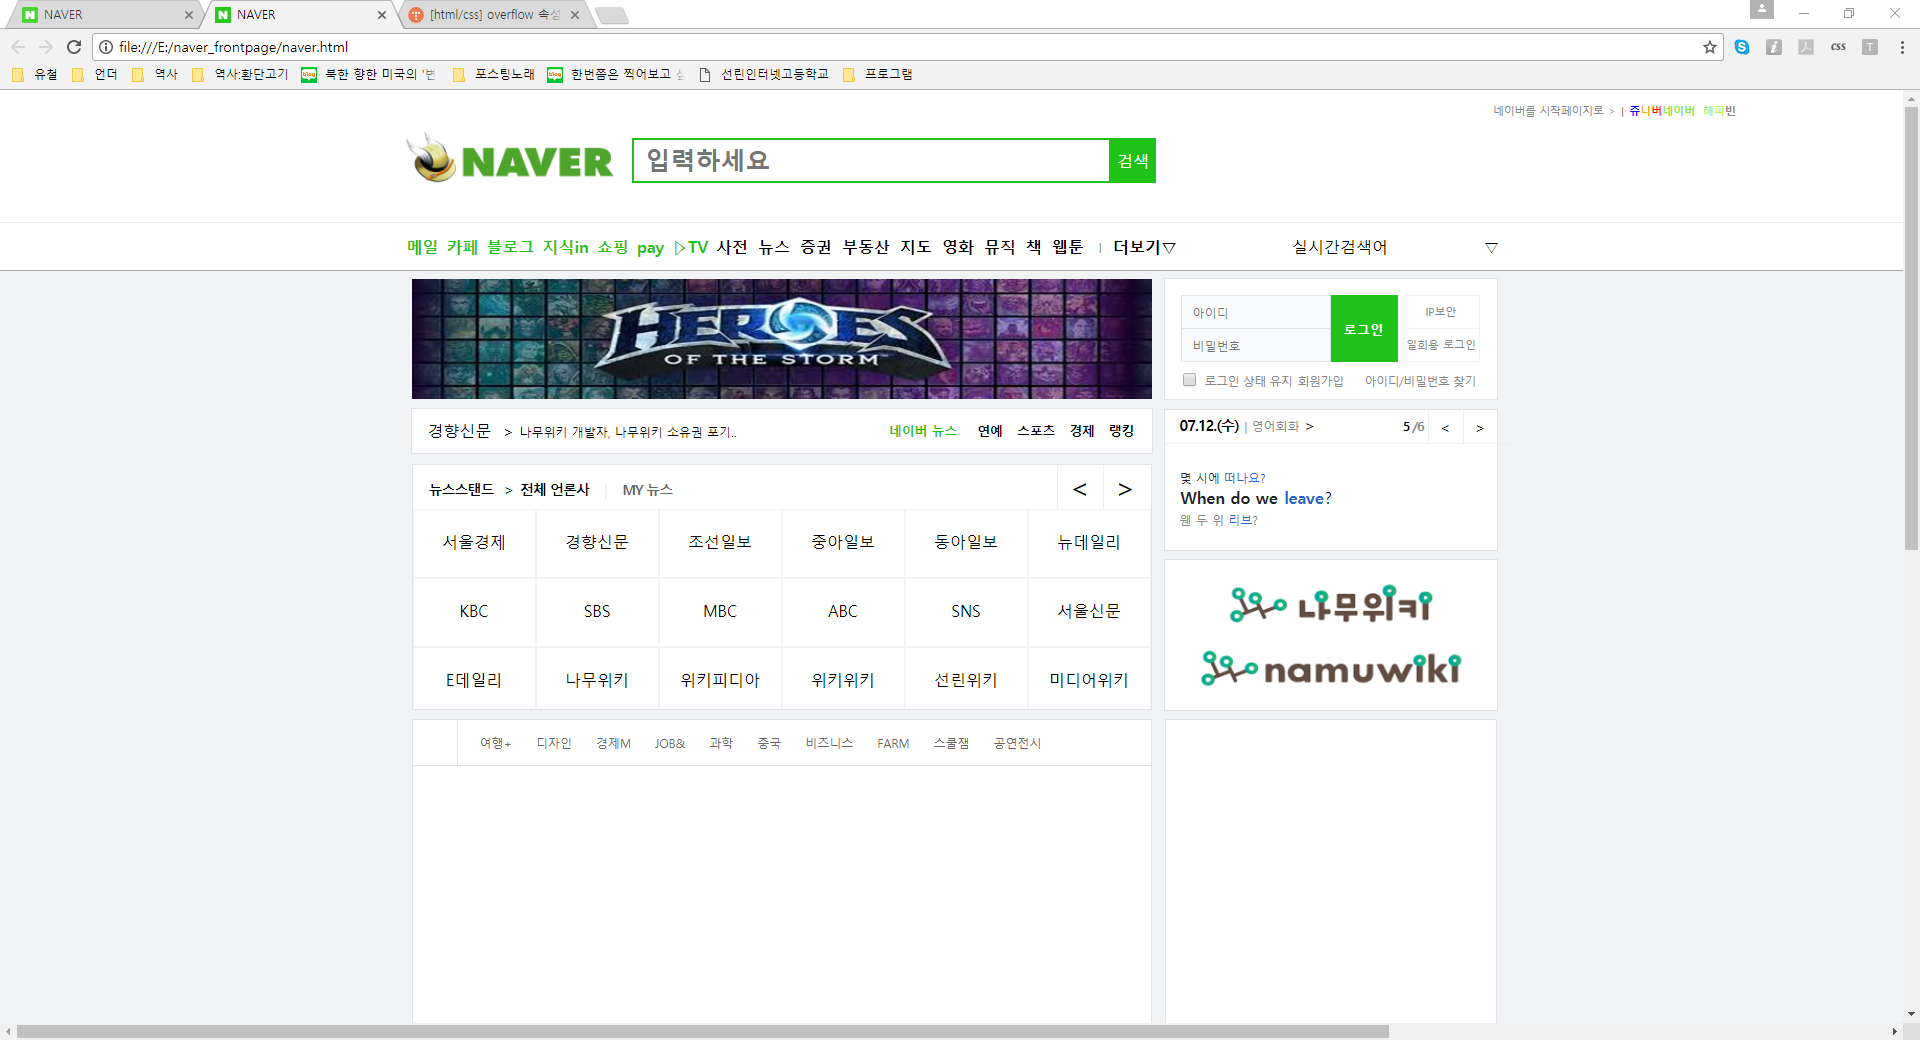 NAVER
NAVER
[html/css] overflow 속성
file:///E:/naver_frontpage/naver.html
css
T
유철
언더
역사
역사:환단고기
blog 북한 향한 미국의 '변
포스팅노래
blog 한번쯤은 찍어보고 싶
선린인터넷고등학교
프로그램
네이버를 시작페이지로 > | 쥬니버네이버 해피빈
NAVER
입력하세요
검색
메일 카페 블로그 지식in 쇼핑 pay ▷TV 사전 뉴스 증권 부동산 지도 영화 뮤직 책 웹툰 | 더보기▽
실시간검색어 ▽
HEROES
OF THE STORM™
아이디
비밀번호
로그인
IP보안
일회용 로그인
로그인 상태 유지 회원가입 아이디/비밀번호 찾기
경향신문 > 나무위키 개발자, 나무위키 소유권 포기..
네이버 뉴스 연예 스포츠 경제 랭킹
07.12.(수) | 영어회화 > 5/6 < >
몇 시에 떠나요?
When do we leave?
웬 두 위 리브?
뉴스스탠드 > 전체 언론사 | MY 뉴스 < >
서울경제 경향신문 조선일보 중아일보 동아일보 뉴데일리
KBC SBS MBC ABC SNS 서울신문
E데일리 나무위키 위키피디아 위키위키 선린위키 미디어위키
나무위키
namuwiki
여행+ 디자인 경제M JOB& 과학 중국 비즈니스 FARM 스쿨잼 공연전시